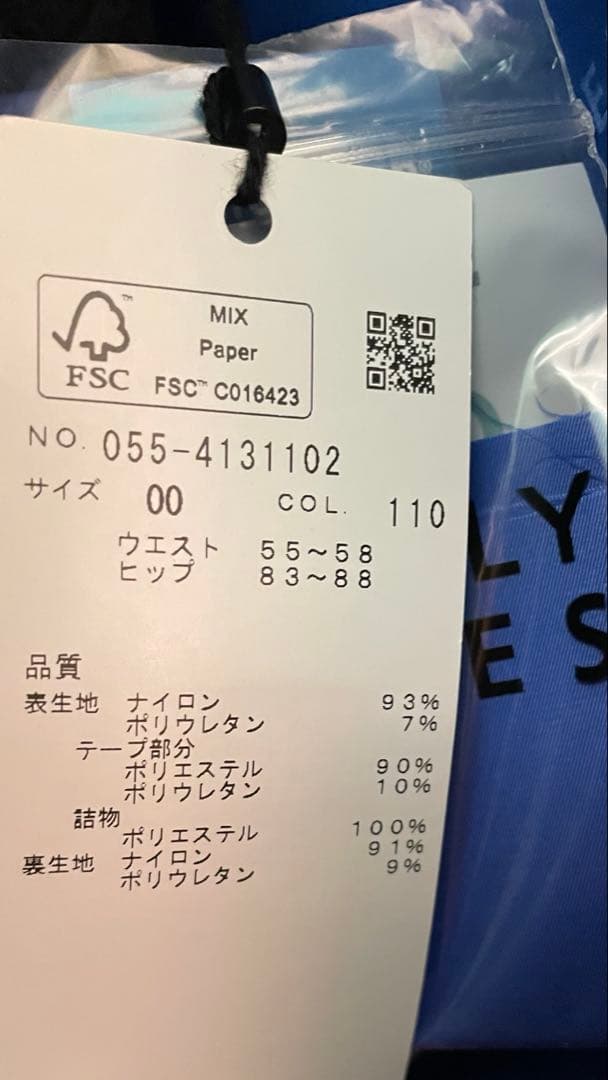 MIX
Paper
FSC™ C016423
FSC
NO. 055-4131102
サイズ 00 COL. 110
ウエスト 55～58
ヒップ 83～88
品質
表生地 ナイロン 93%
ポリウレタン 7%
テープ部分
ポリエステル 90%
ポリウレタン 10%
詰物
ポリエステル 100%
裏生地 ナイロン 91%
ポリウレタン 9%
LY
ES